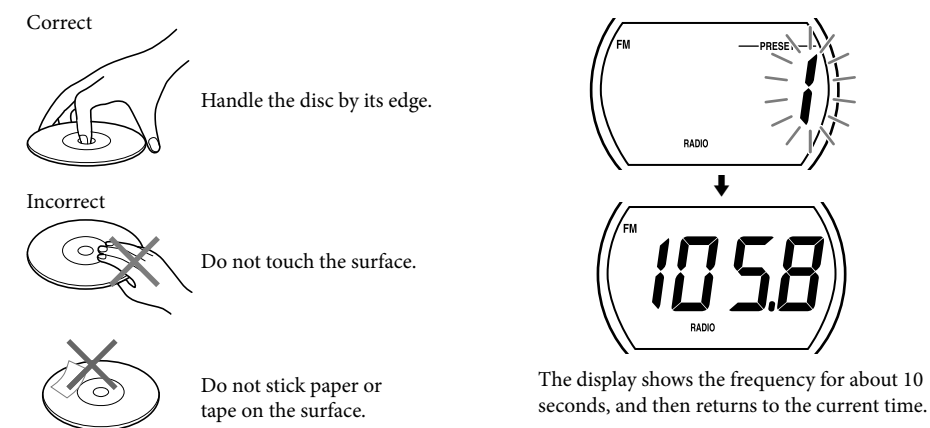 Correct
Handle the disc by its edge.
Incorrect
Do not touch the surface.
Do not stick paper or
tape on the surface.
FM
PRESE
1
RADIO
FM
105.8
RADIO
The display shows the frequency for about 10
seconds, and then returns to the current time.